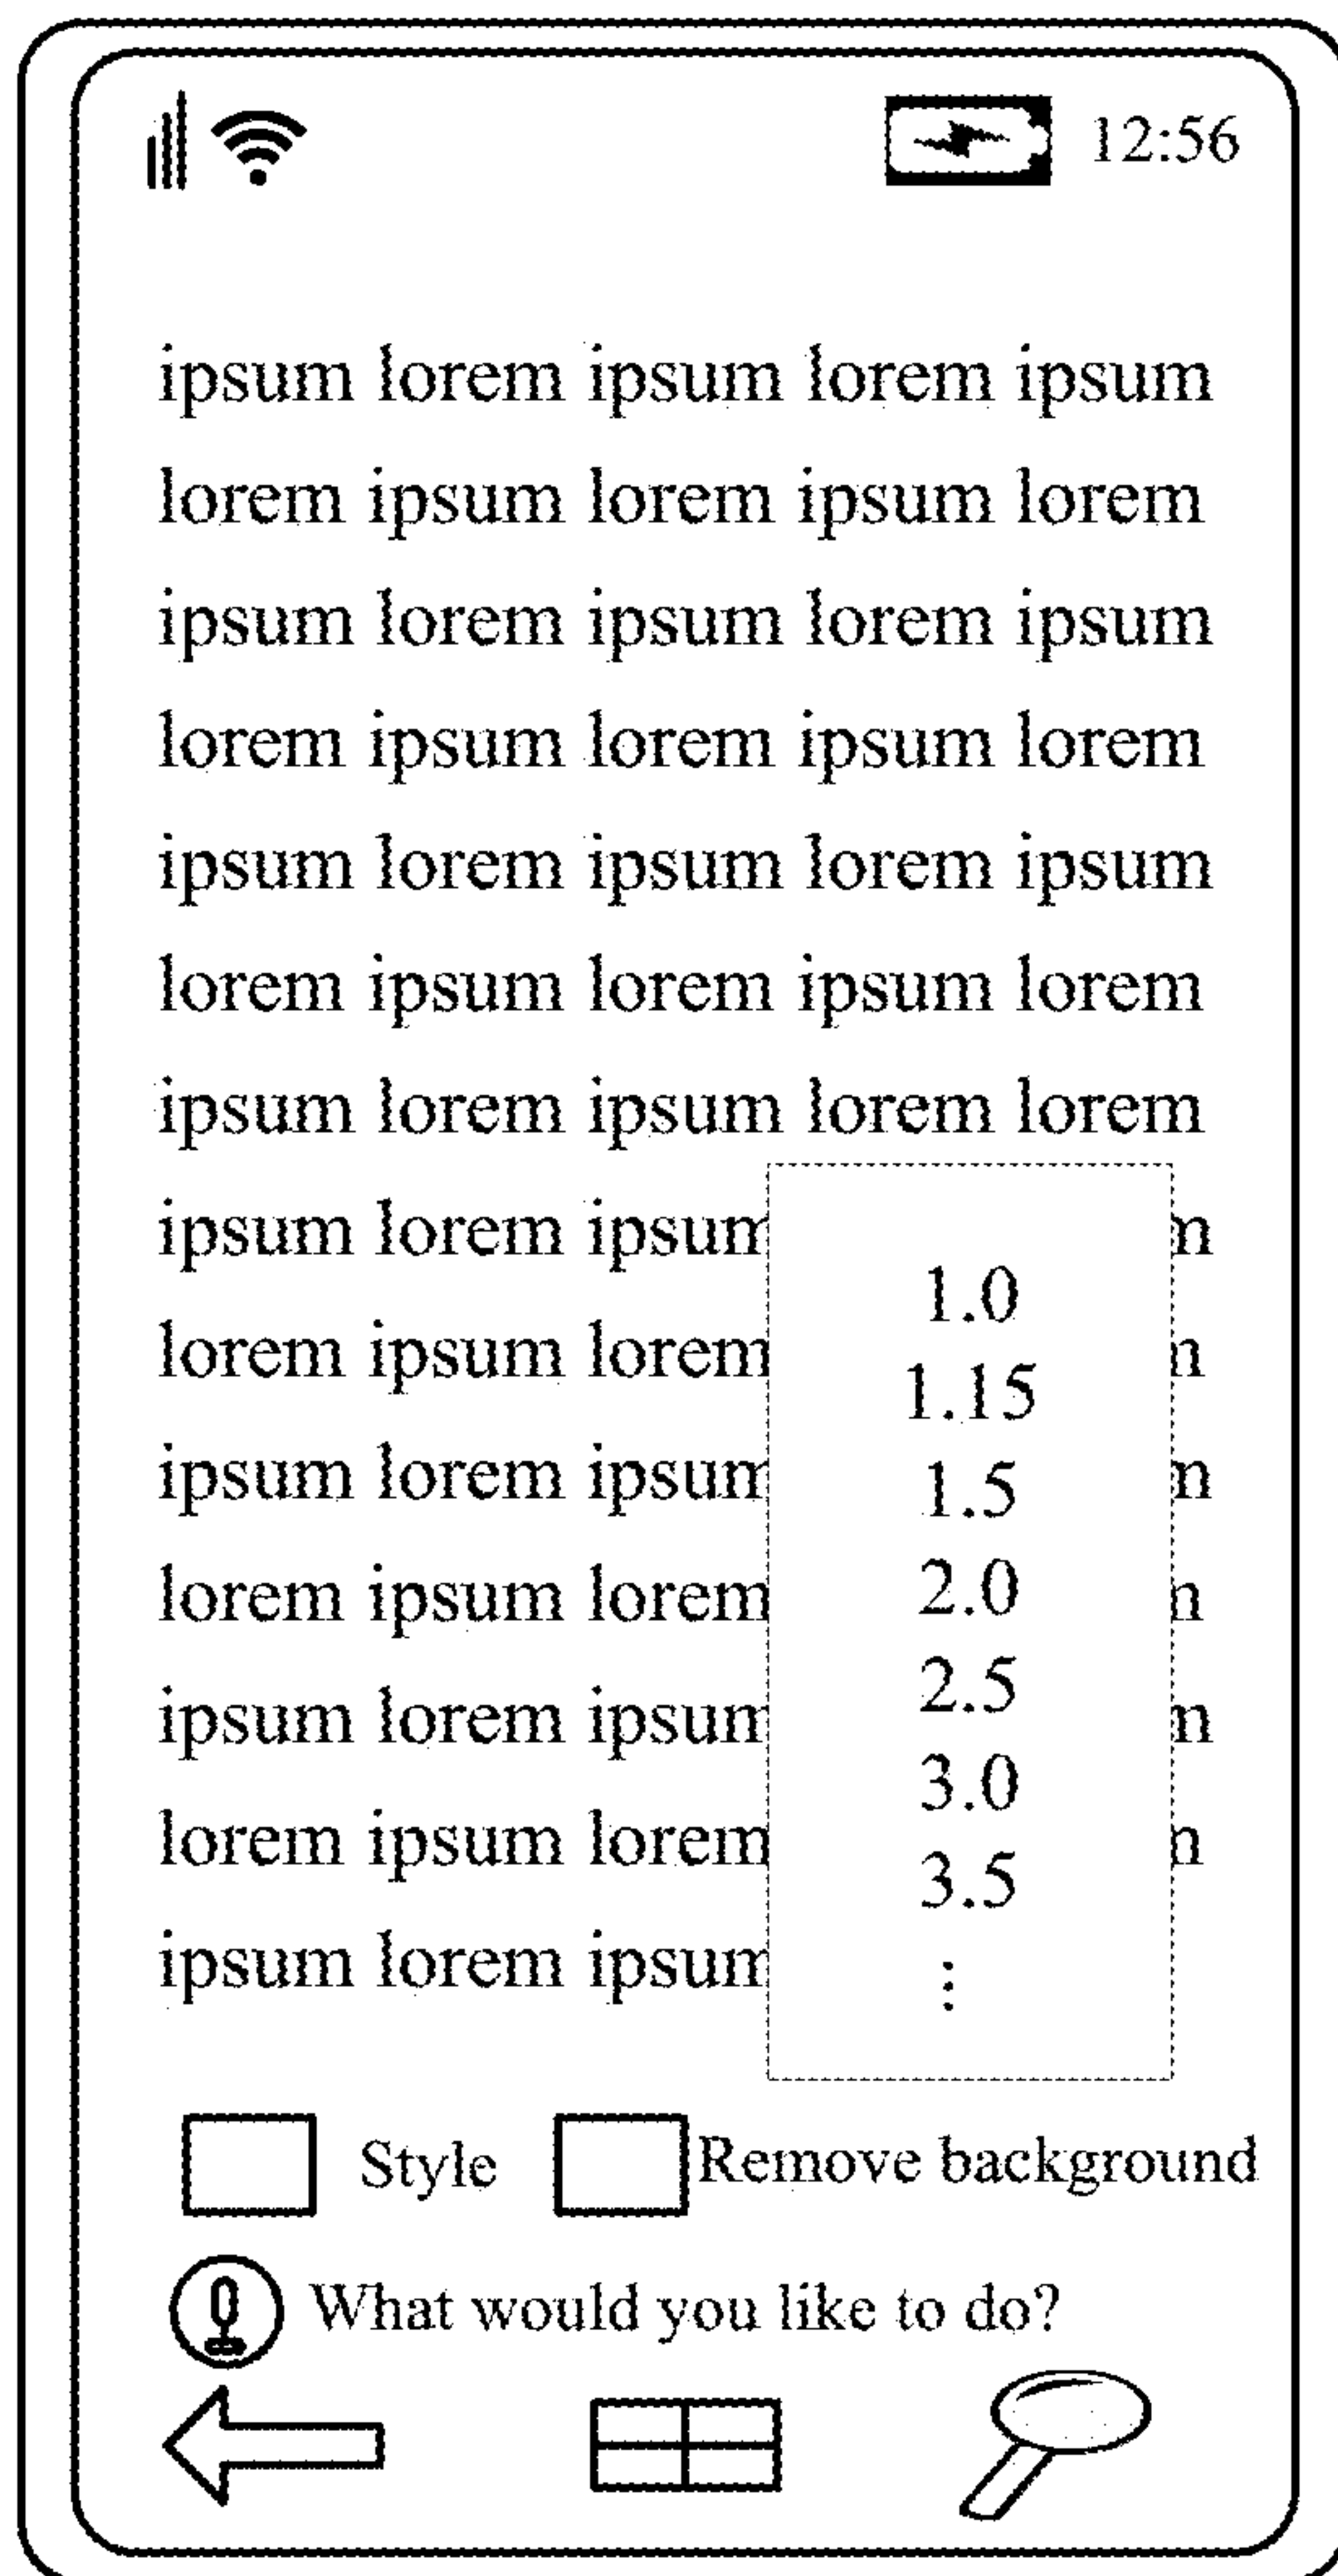 12:56
ipsum lorem ipsum lorem ipsum
lorem ipsum lorem ipsum lorem
ipsum lorem ipsum lorem ipsum
lorem ipsum lorem ipsum lorem
ipsum lorem ipsum lorem ipsum
lorem ipsum lorem ipsum lorem
ipsum lorem ipsum lorem lorem
ipsum lorem ipsum
lorem ipsum lorem
ipsum lorem ipsum
lorem ipsum lorem
ipsum lorem ipsum
lorem ipsum lorem
ipsum lorem ipsum
1.0
1.15
1.5
2.0
2.5
3.0
3.5
⋮
Style Remove background
What would you like to do?